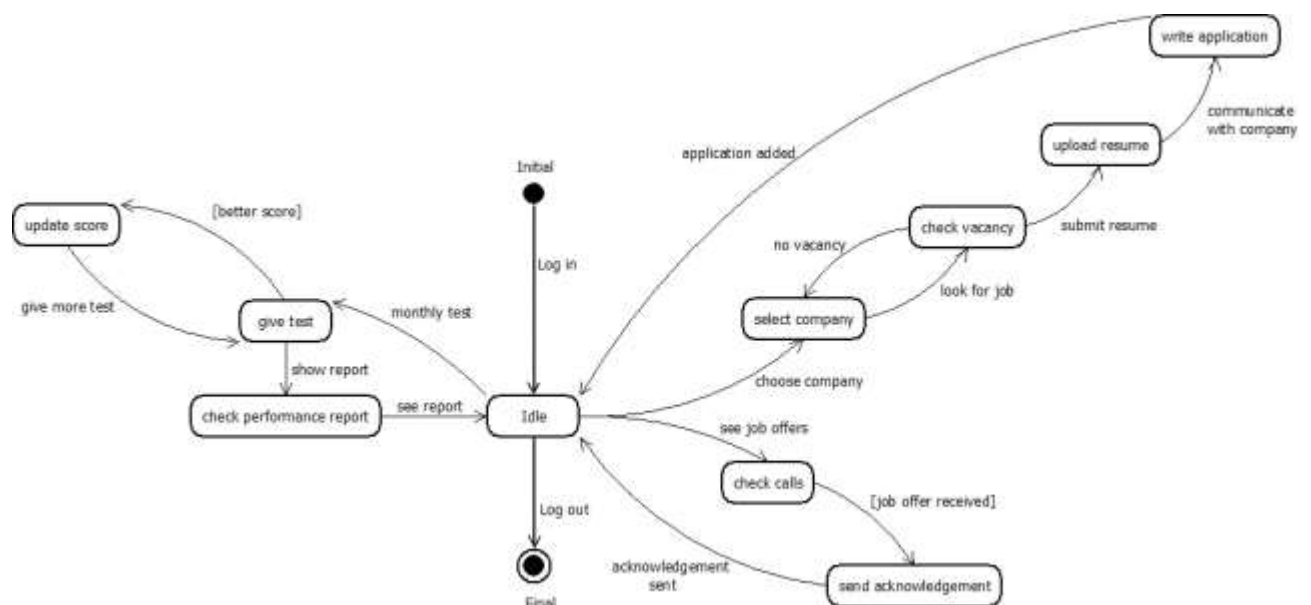 write application
communicate
with company
application added
upload resume
Initial
[better score]
update score
check vacancy
submit resume
no vacancy
Log in
look for job
give more test
monthly test
give test
select company
show report
choose company
check performance report
see report
Idle
see job offers
check calls
[job offer received]
Log out
acknowledgement
sent
send acknowledgement
Final